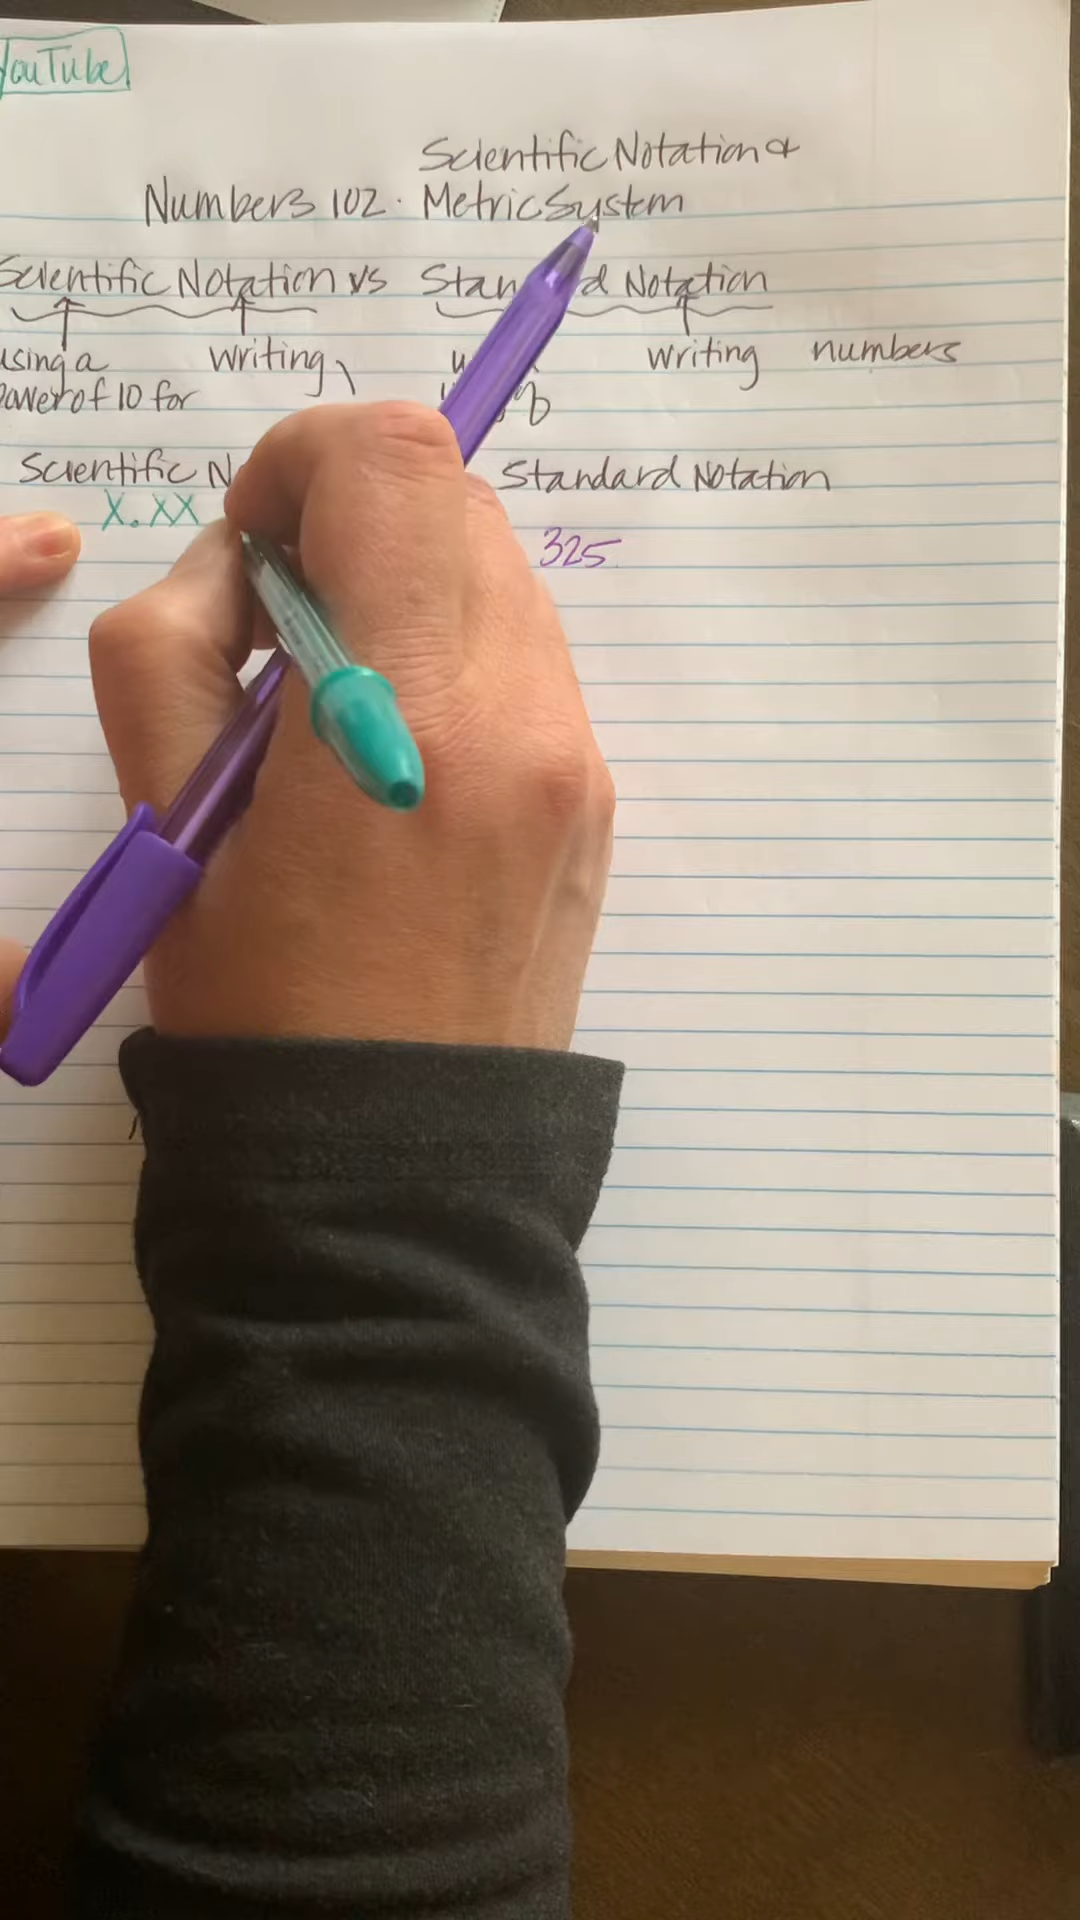 YouTube
Scientific Notation &
Numbers 102. Metric System
Scientific Notation vs Notation
using a writing, writing numbers
Power of 10 for
Scientific Standard Notation
X.XX
325